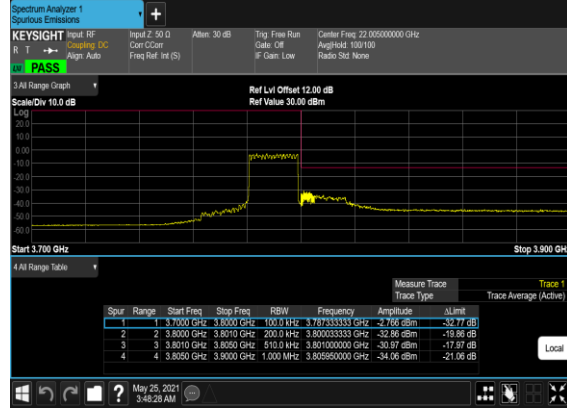 Spectrum Analyzer 1
Spurious Emissions
KEYSIGHT Input: RF Input Z: 50 Ω Atten: 30 dB Trig: Free Run Center Freq: 22.005000000 GHz
R T Coupling: DC Corr CCorr Gate: Off Avg|Hold: 100/100
Align: Auto Freq Ref: Int (S) IF Gain: Low Radio Std: None
LW PASS
3 All Range Graph
Ref Lvl Offset 12.00 dB
Scale/Div 10.0 dB Ref Value 30.00 dBm
Log
20.0
10.0
0.00
-10.0
-20.0
-30.0
-40.0
-50.0
-60.0
Start 3.700 GHz Stop 3.900 GHz
4 All Range Table
Measure Trace Trace 1
Trace Type Trace Average (Active)
Spur Range Start Freq Stop Freq RBW Frequency Amplitude ΔLimit
1 1 3.7000 GHz 3.8000 GHz 100.0 kHz 3.787333333 GHz -2.766 dBm -32.77 dB
2 2 3.8000 GHz 3.8010 GHz 200.0 kHz 3.800033333 GHz -32.86 dBm -19.86 dB
3 3 3.8010 GHz 3.8050 GHz 510.0 kHz 3.801000000 GHz -30.97 dBm -17.97 dB
4 4 3.8050 GHz 3.9000 GHz 1.000 MHz 3.805950000 GHz -34.06 dBm -21.06 dB
Local
May 25, 2021
3:48:28 AM